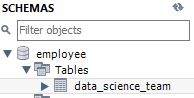 SCHEMAS
Filter objects
employee
Tables
data_science_team